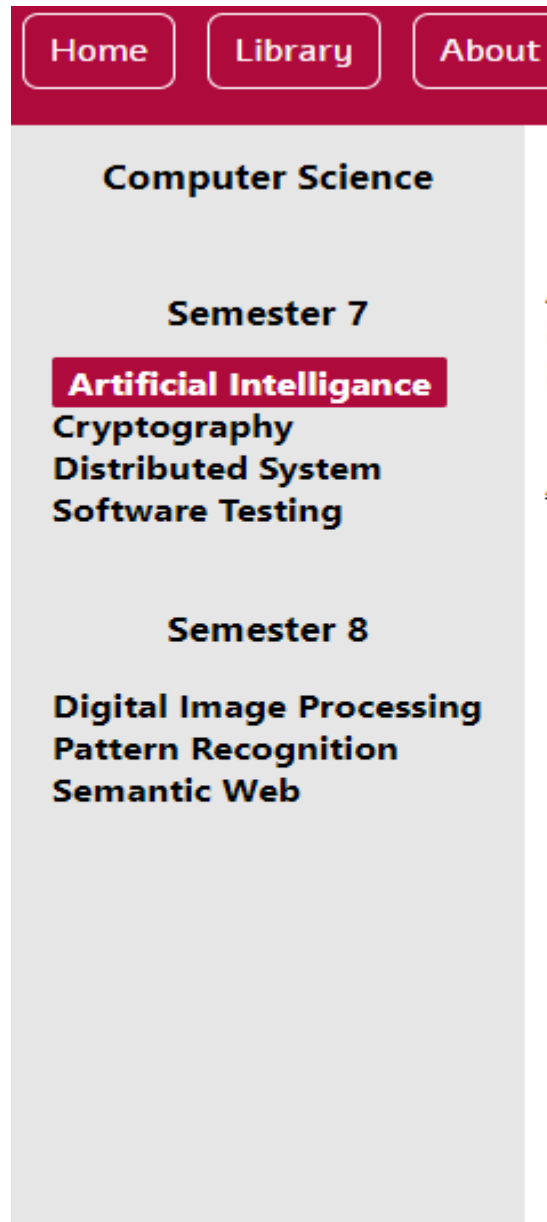 Home Library About
Computer Science
Semester 7
Artificial Intelligance
Cryptography
Distributed System
Software Testing
Semester 8
Digital Image Processing
Pattern Recognition
Semantic Web